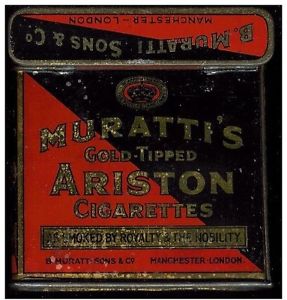 B. MURATTI SONS & Co
MANCHESTER - LONDON
MURATTI'S
GOLD-TIPPED
ARISTON
CIGARETTES
AS SMOKED BY ROYALTY & THE NOBILITY
B. MURATTI-SONS & Co MANCHESTER-LONDON.